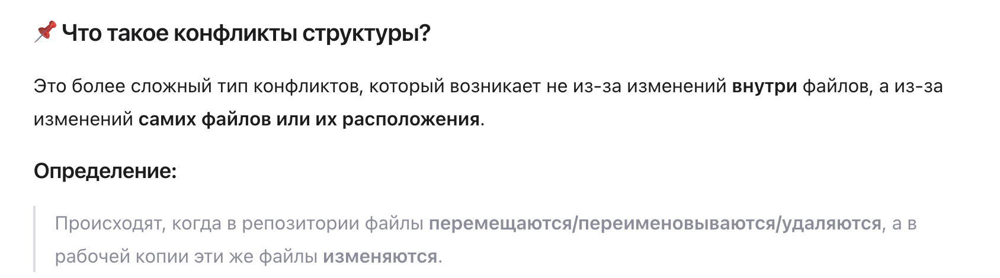 📌 Что такое конфликты структуры?
Это более сложный тип конфликтов, который возникает не из-за изменений внутри файлов, а из-за
изменений самих файлов или их расположения.
Определение:
Происходят, когда в репозитории файлы перемещаются/переименовываются/удаляются, а в
рабочей копии эти же файлы изменяются.